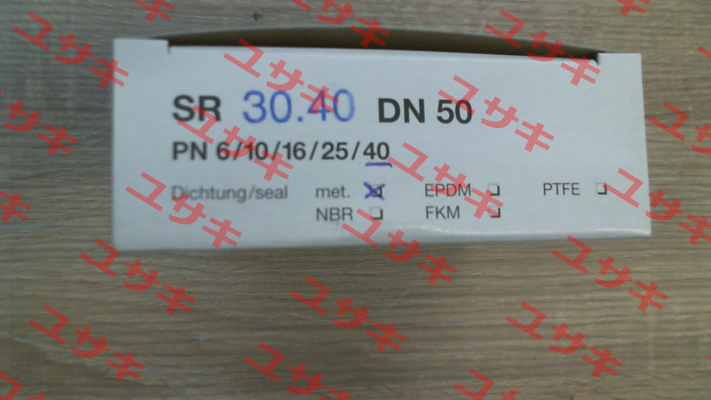 SR 30.40 DN 50
PN 6/10/16/25/40
Dichtung/seal met. ☒ EPDM ❏ PTFE ❏
NBR ❏ FKM ❏
ユサキ